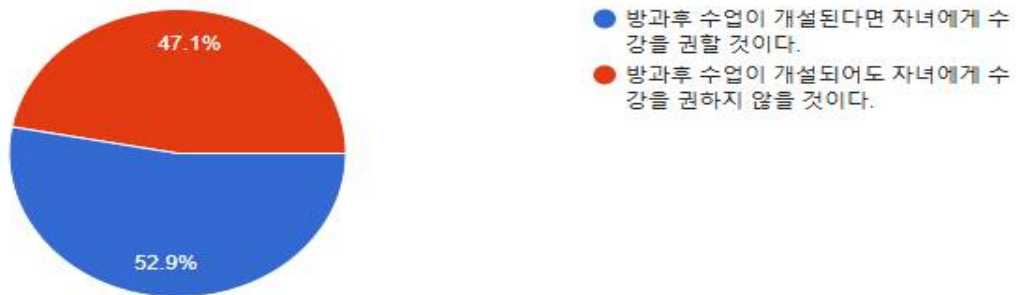 47.1%
52.9%
방과후 수업이 개설된다면 자녀에게 수
강을 권할 것이다.
방과후 수업이 개설되어도 자녀에게 수
강을 권하지 않을 것이다.